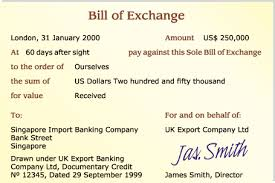 Bill of Exchange
London, 31 January 2000 Amount US$ 250,000
At 60 days after sight pay against this Sole Bill of Exchange
to the order of Ourselves
the sum of US Dollars Two hundred and fifty thousand
for value Received
To: For and on behalf of:
Singapore Import Banking Company UK Export Company Ltd
Bank Street
Singapore Jas. Smith
Drawn under UK Export Banking
Company Ltd, Documentary Credit
Nº 12345, Dated 29 September 1999 James Smith, Director